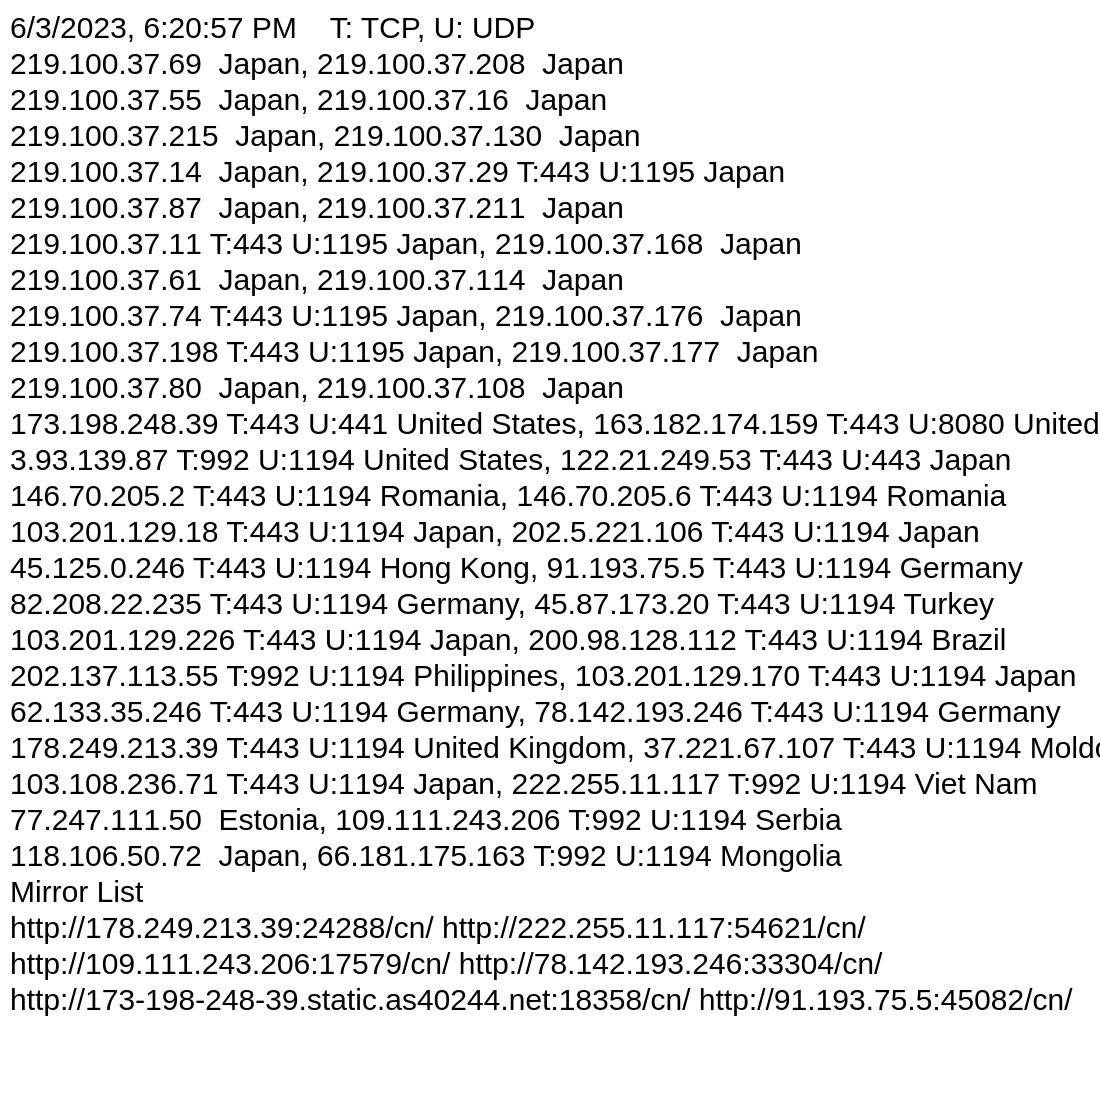 6/3/2023, 6:20:57 PM    T: TCP, U: UDP
219.100.37.69  Japan, 219.100.37.208  Japan
219.100.37.55  Japan, 219.100.37.16  Japan
219.100.37.215  Japan, 219.100.37.130  Japan
219.100.37.14  Japan, 219.100.37.29 T:443 U:1195 Japan
219.100.37.87  Japan, 219.100.37.211  Japan
219.100.37.11 T:443 U:1195 Japan, 219.100.37.168  Japan
219.100.37.61  Japan, 219.100.37.114  Japan
219.100.37.74 T:443 U:1195 Japan, 219.100.37.176  Japan
219.100.37.198 T:443 U:1195 Japan, 219.100.37.177  Japan
219.100.37.80  Japan, 219.100.37.108  Japan
173.198.248.39 T:443 U:441 United States, 163.182.174.159 T:443 U:8080 United
3.93.139.87 T:992 U:1194 United States, 122.21.249.53 T:443 U:443 Japan
146.70.205.2 T:443 U:1194 Romania, 146.70.205.6 T:443 U:1194 Romania
103.201.129.18 T:443 U:1194 Japan, 202.5.221.106 T:443 U:1194 Japan
45.125.0.246 T:443 U:1194 Hong Kong, 91.193.75.5 T:443 U:1194 Germany
82.208.22.235 T:443 U:1194 Germany, 45.87.173.20 T:443 U:1194 Turkey
103.201.129.226 T:443 U:1194 Japan, 200.98.128.112 T:443 U:1194 Brazil
202.137.113.55 T:992 U:1194 Philippines, 103.201.129.170 T:443 U:1194 Japan
62.133.35.246 T:443 U:1194 Germany, 78.142.193.246 T:443 U:1194 Germany
178.249.213.39 T:443 U:1194 United Kingdom, 37.221.67.107 T:443 U:1194
103.108.236.71 T:443 U:1194 Japan, 222.255.11.117 T:992 U:1194 Viet Nam
77.247.111.50  Estonia, 109.111.243.206 T:992 U:1194 Serbia
118.106.50.72  Japan, 66.181.175.163 T:992 U:1194 Mongolia
Mirror List
http://178.249.213.39:24288/cn/ http://222.255.11.117:54621/cn/
http://109.111.243.206:17579/cn/ http://78.142.193.246:33304/cn/
http://173-198-248-39.static.as40244.net:18358/cn/ http://91.193.75.5:45082/cn/